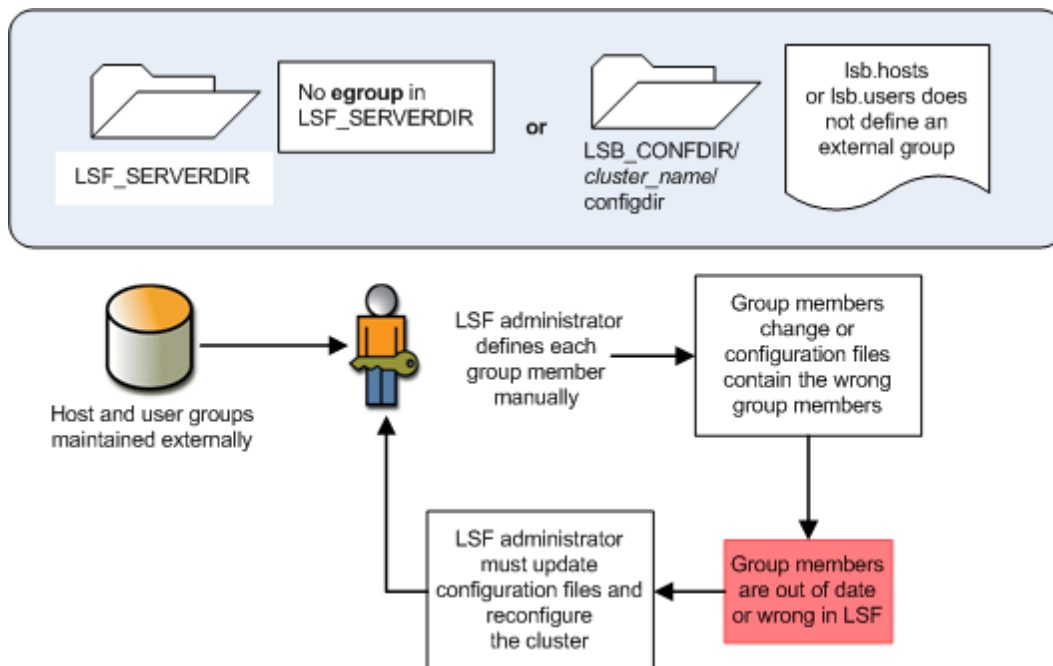 LSF_SERVERDIR
No egroup in
LSF_SERVERDIR
or
LSB_CONFDIR/
cluster_name/
configdir
lsb.hosts
or lsb.users does
not define an
external group
Host and user groups
maintained externally
LSF administrator
defines each
group member
manually
Group members
change or
configuration files
contain the wrong
group members
Group members
are out of date
or wrong in LSF
LSF administrator
must update
configuration files and
reconfigure
the cluster